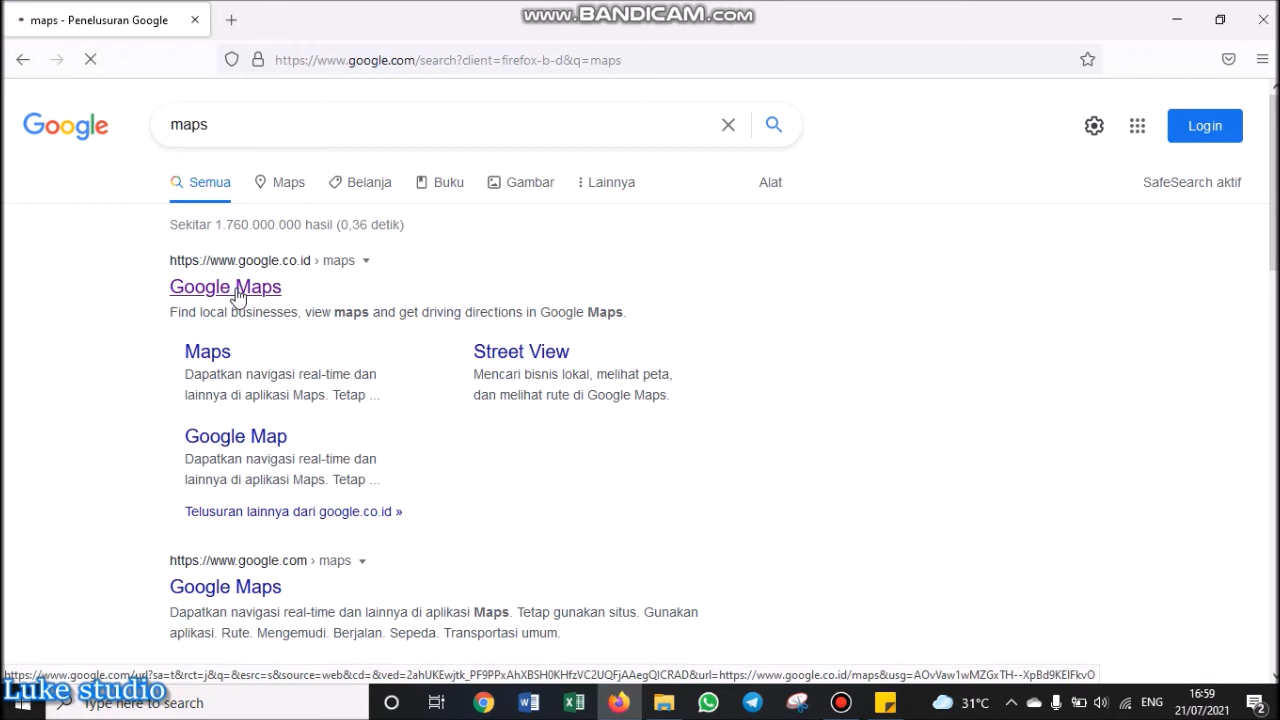 maps - Penelusuran Google
www.BANDICAM.com
https://www.google.com/search?client=firefox-b-d&q=maps
Google
maps
Login
Semua
Maps
Belanja
Buku
Gambar
Lainnya
Alat
SafeSearch aktif
Sekitar 1.760.000.000 hasil (0,36 detik)
https://www.google.co.id › maps
Google Maps
Find local businesses, view maps and get driving directions in Google Maps.
Maps
Dapatkan navigasi real-time dan
lainnya di aplikasi Maps. Tetap ...
Street View
Mencari bisnis lokal, melihat peta,
dan melihat rute di Google Maps.
Google Map
Dapatkan navigasi real-time dan
lainnya di aplikasi Maps. Tetap ...
Telusuran lainnya dari google.co.id »
https://www.google.com › maps
Google Maps
Dapatkan navigasi real-time dan lainnya di aplikasi Maps. Tetap gunakan situs. Gunakan
aplikasi. Rute. Mengemudi. Berjalan. Sepeda. Transportasi umum.
https://www.google.com/url?sa=t&rct=j&q=&esrc=s&source=web&cd=&ved=2ahUKEwjtk_PF9PPxAhXBSH0KHfzVC2UQFjAAegQICRAD&url=https://www.google.co.id/maps&usg=AOvVaw1wMZGxTH--XpBd9KEIFkvO
Luke studio
Type here to search
31°C
ENG
16:59
21/07/2021
2